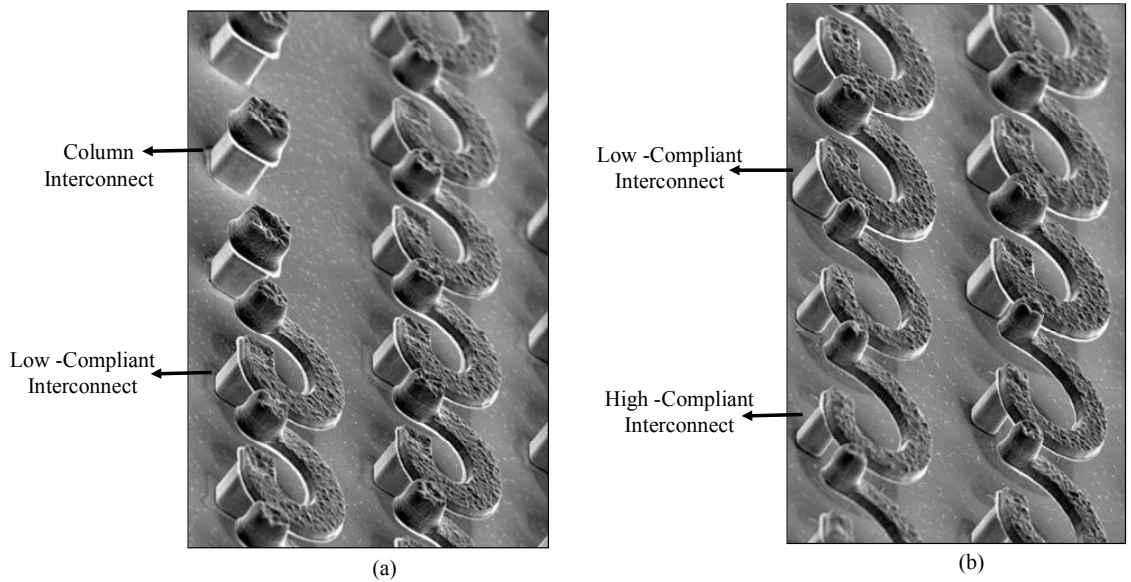 Column
Interconnect
Low -Compliant
Interconnect
(a)
Low -Compliant
Interconnect
High -Compliant
Interconnect
(b)